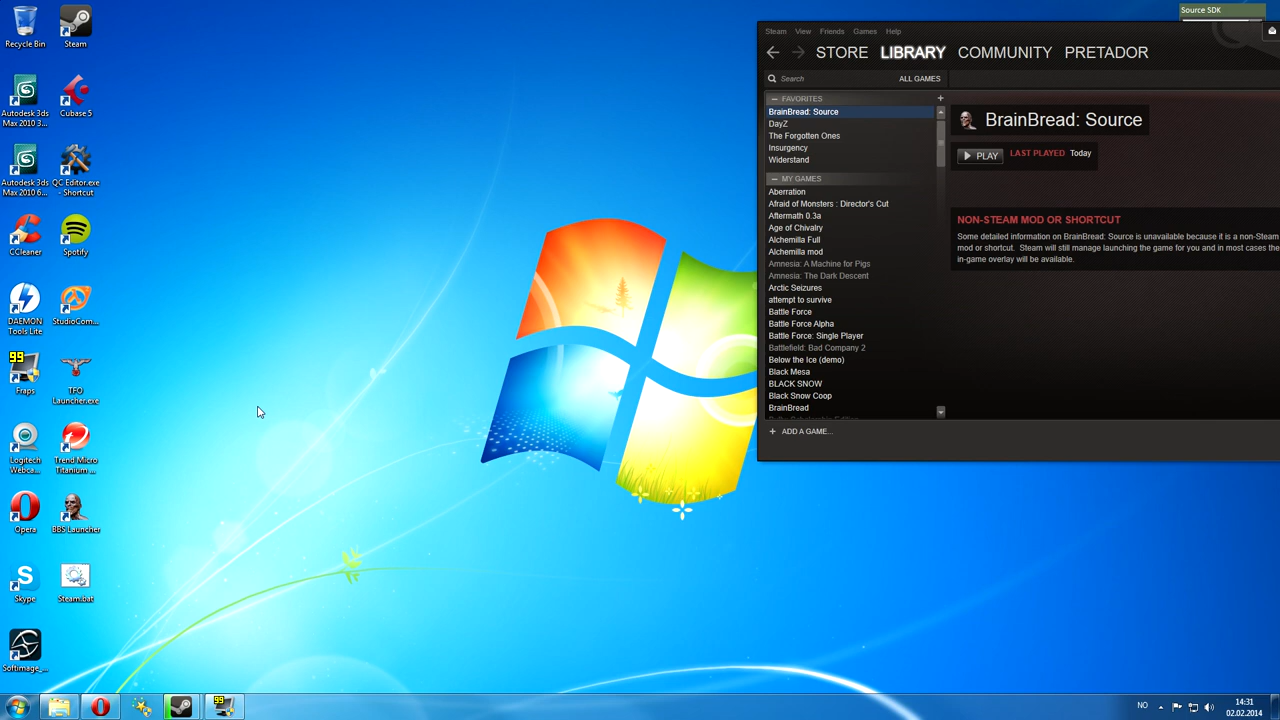 Recycle Bin
Steam
Autodesk 3ds Max 2010 3...
Cubase 5
Autodesk 3ds Max 2010 6...
QC Editor.exe Shortcut
CCleaner
Spotify
DAEMON Tools Lite
StudioCom...
99
Fraps
TFO Launcher.exe
Logitech Webca...
Trend Micro Titanium ...
Opera
BBS Launcher
Skype
Steam.bat
Softimage_...
Source SDK
Steam View Friends Games Help
STORE LIBRARY COMMUNITY PRETADOR
Search ALL GAMES
— FAVORITES +
BrainBread: Source
DayZ
The Forgotten Ones
Insurgency
Widerstand
— MY GAMES
Aberration
Afraid of Monsters : Director's Cut
Aftermath 0.3a
Age of Chivalry
Alchemilla Full
Alchemilla mod
Amnesia: A Machine for Pigs
Amnesia: The Dark Descent
Arctic Seizures
attempt to survive
Battle Force
Battle Force Alpha
Battle Force: Single Player
Battlefield: Bad Company 2
Below the Ice (demo)
Black Mesa
BLACK SNOW
Black Snow Coop
BrainBread
+ ADD A GAME...
BrainBread: Source
PLAY LAST PLAYED Today
NON-STEAM MOD OR SHORTCUT
Some detailed information on BrainBread: Source is unavailable because it is a non-Steam
mod or shortcut. Steam will still manage launching the game for you and in most cases the
in-game overlay will be available.
99
NO
14:31
02.02.2014